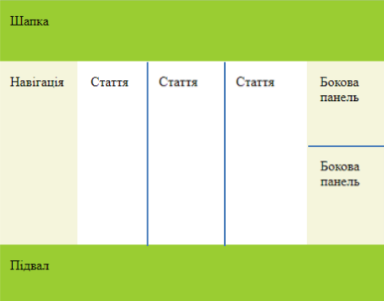 Шапка
Навігація
Стаття
Стаття
Стаття
Бокова
панель
Бокова
панель
Підвал